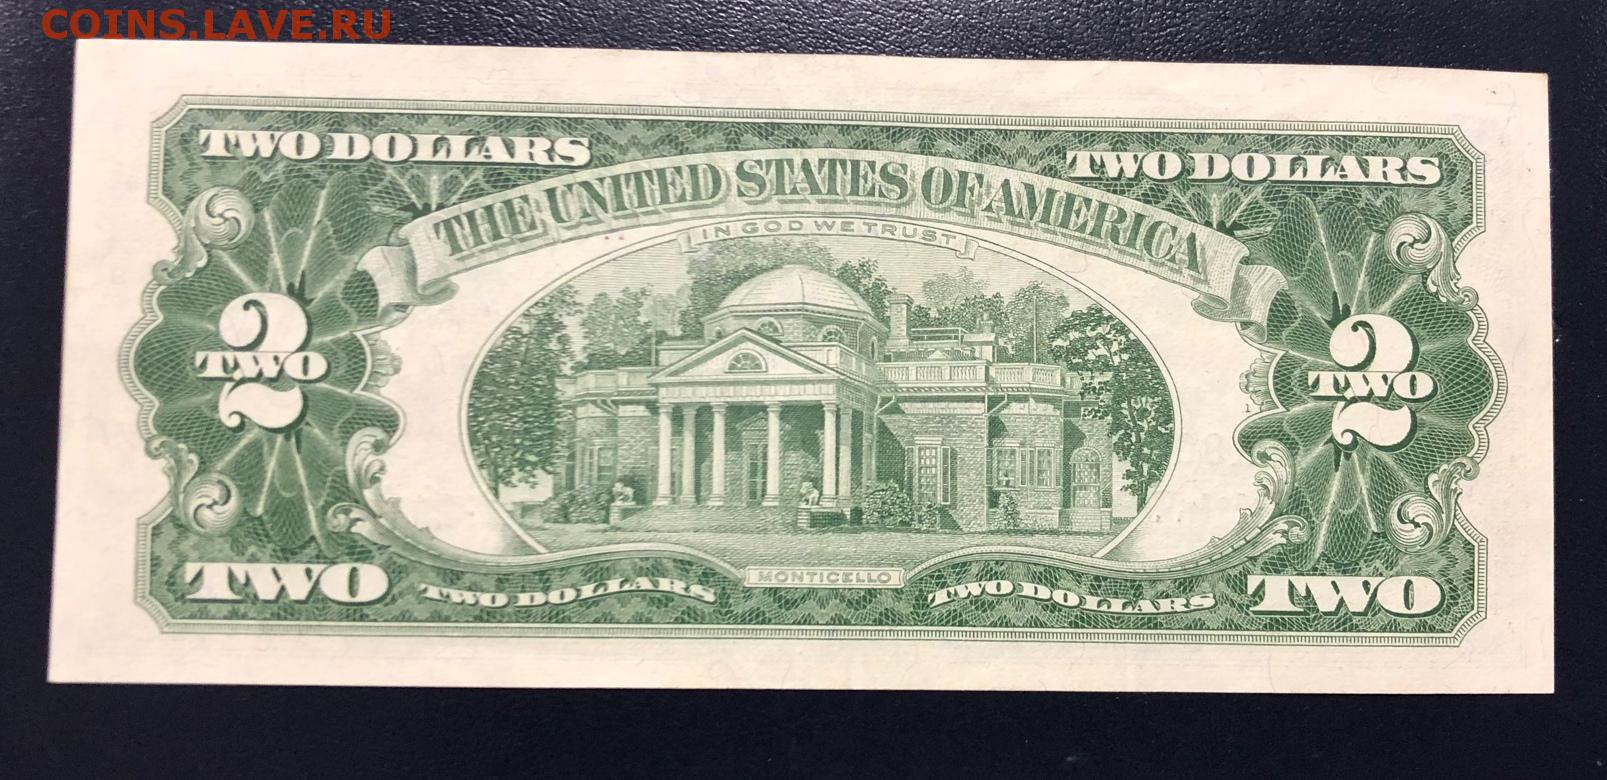 COINS.LAVE.RU
TWO DOLLARS
TWO DOLLARS
THE UNITED STATES OF AMERICA
IN GOD WE TRUST
2
TWO
2
TWO
TWO
TWO DOLLARS
MONTICELLO
TWO DOLLARS
TWO